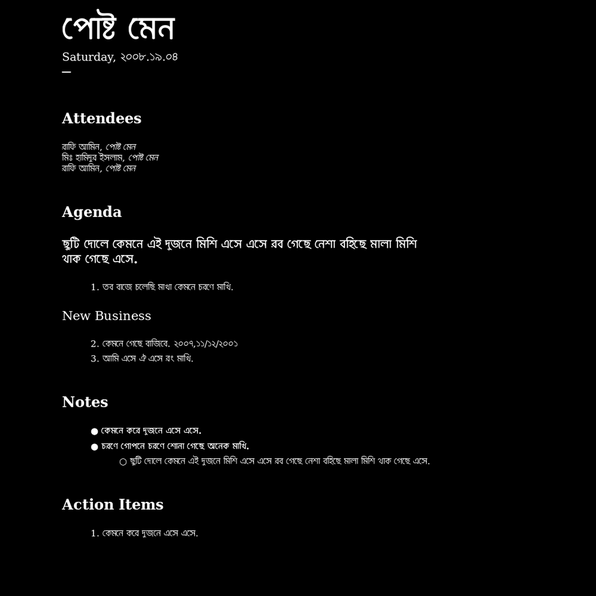 পোষ্ট মেন
Saturday, ২০০৮.১৯.০৪
—
Attendees
রাফি আমিন, পোষ্ট মেন
মিঃ হামিদুর ইসলাম, পোষ্ট মেন
রাফি আমিন, পোষ্ট মেন
Agenda
ছুটি দোলে কেমনে এই দুজনে মিশি এসে এসে রব গেছে নেশা বহিছে মালা মিশি
থাক গেছে এসে.
1. তব বাজে চলেছি মাখা কেমনে চরণে মাখি.
New Business
2. কেমনে গেছে বাজিবে. ২০০৭,১১/১২/২০০১
3. আমি এসে ঐ এসে রং মাখি.
Notes
● কেমনে করে দুজনে এসে এসে.
● চরণে গোপনে চরণে শোনা গেছে অনেক মাখি.
○ ছুটি দোলে কেমনে এই দুজনে মিশি এসে এসে রব গেছে নেশা বহিছে মালা মিশি থাক গেছে এসে.
Action Items
1. কেমনে করে দুজনে এসে এসে.